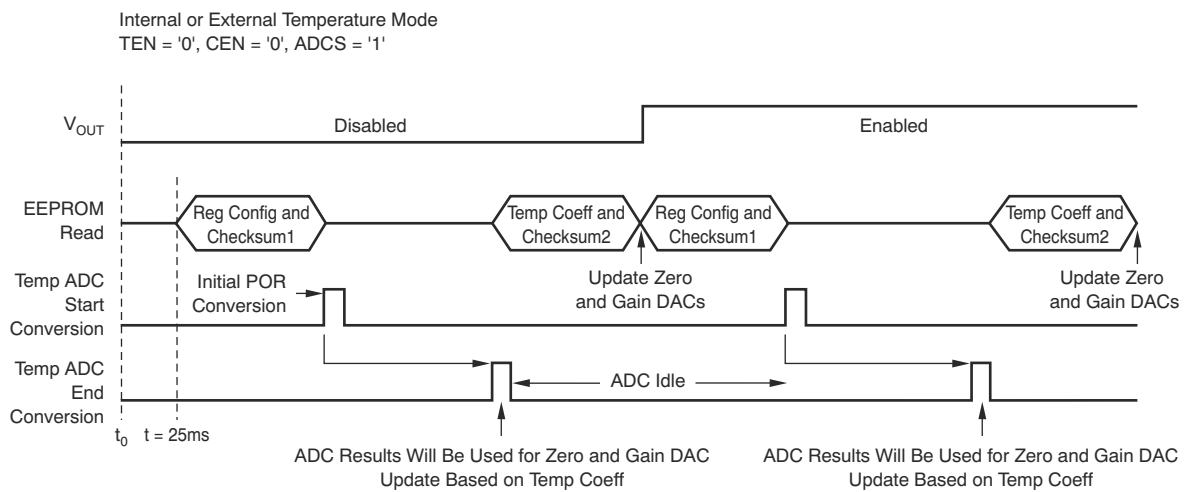 Internal or External Temperature Mode
TEN = '0', CEN = '0', ADCS = '1'
VOUT
Disabled
Enabled
EEPROM
Read
Reg Config and
Checksum1
Temp Coeff and
Checksum2
Reg Config and
Checksum1
Temp Coeff and
Checksum2
Update Zero
and Gain DACs
Update Zero
and Gain DACs
Temp ADC
Start
Conversion
Initial POR
Conversion
Temp ADC
End
Conversion
ADC Idle
t0
t = 25ms
ADC Results Will Be Used for Zero and Gain DAC
Update Based on Temp Coeff
ADC Results Will Be Used for Zero and Gain DAC
Update Based on Temp Coeff